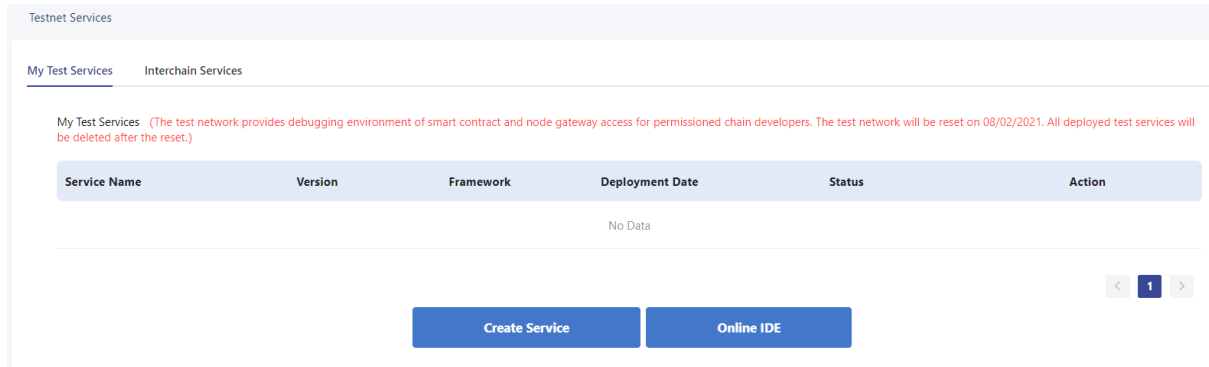 Testnet Services
My Test Services Interchain Services
My Test Services (The test network provides debugging environment of smart contract and node gateway access for permissioned chain developers. The test network will be reset on 08/02/2021. All deployed test services will
be deleted after the reset.)
Service Name Version Framework Deployment Date Status Action
No Data
< 1 >
Create Service Online IDE